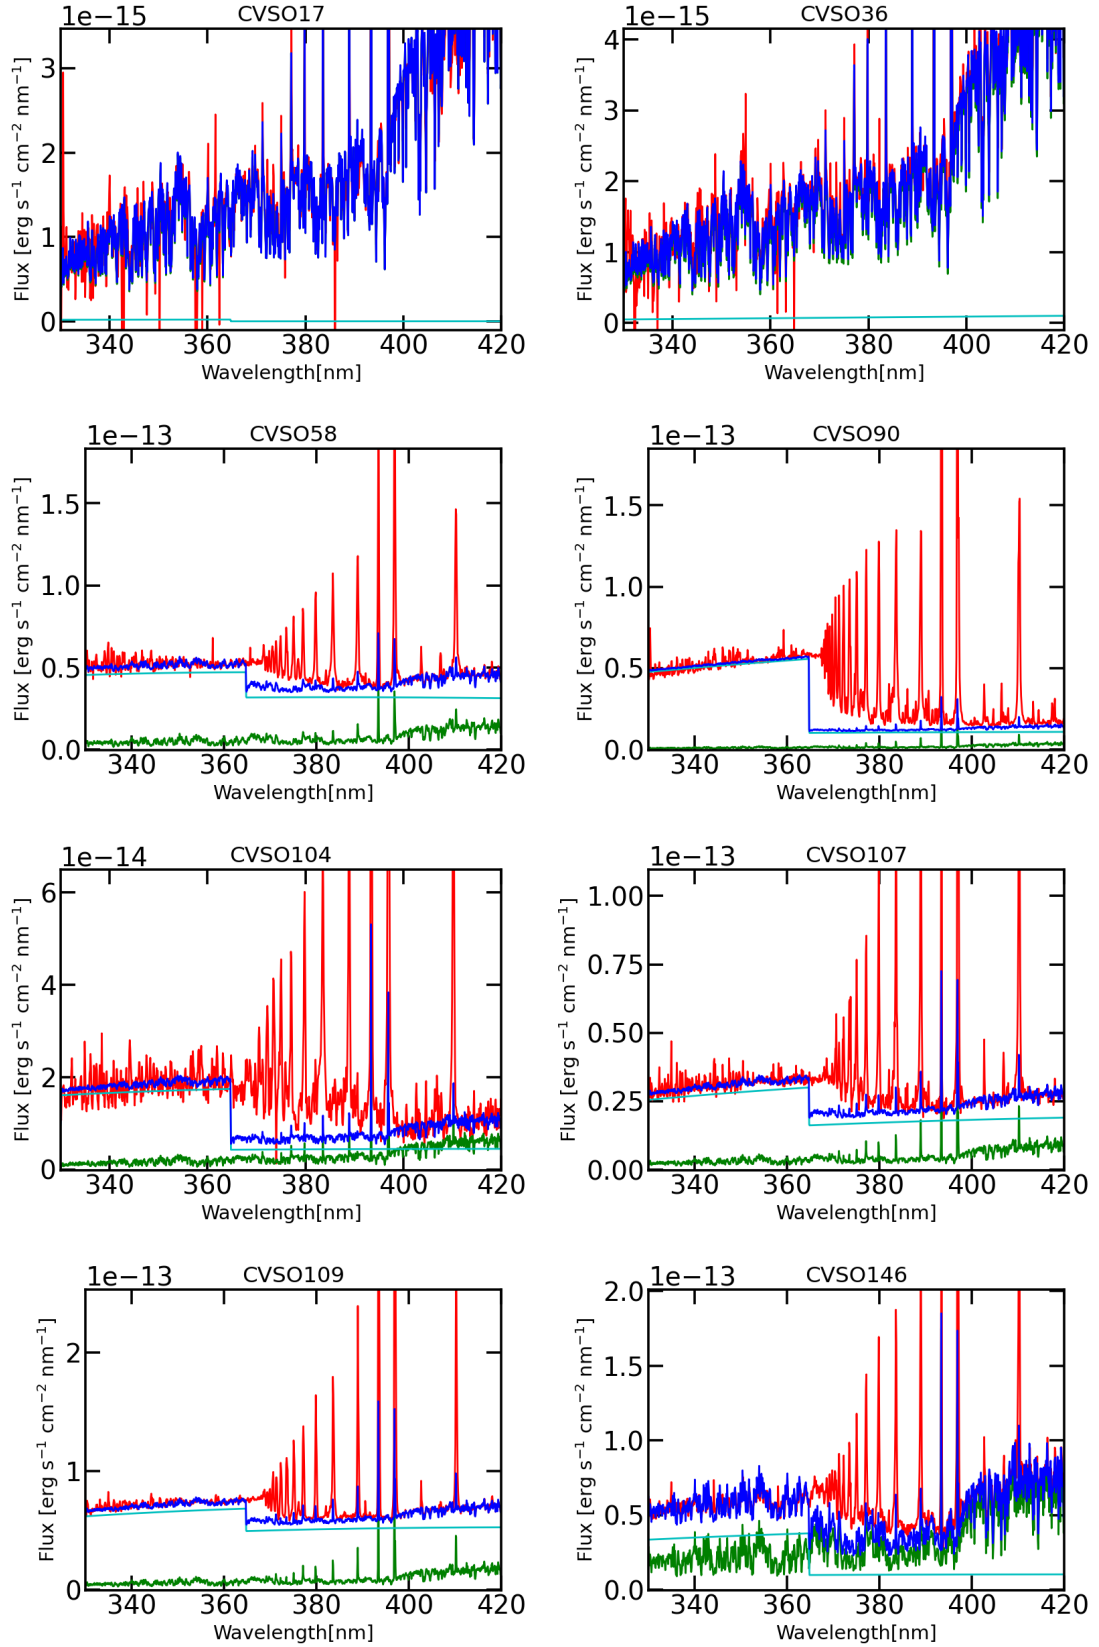 1e−15 CVSO17
3
2
1
0
Flux [erg s⁻¹ cm⁻² nm⁻¹]
340 360 380 400 420
Wavelength[nm]
1e−15 CVSO36
4
3
2
1
0
Flux [erg s⁻¹ cm⁻² nm⁻¹]
340 360 380 400 420
Wavelength[nm]
1e−13 CVSO58
1.5
1.0
0.5
0.0
Flux [erg s⁻¹ cm⁻² nm⁻¹]
340 360 380 400 420
Wavelength[nm]
1e−13 CVSO90
1.5
1.0
0.5
0.0
Flux [erg s⁻¹ cm⁻² nm⁻¹]
340 360 380 400 420
Wavelength[nm]
1e−14 CVSO104
6
4
2
0
Flux [erg s⁻¹ cm⁻² nm⁻¹]
340 360 380 400 420
Wavelength[nm]
1e−13 CVSO107
1.00
0.75
0.50
0.25
0.00
Flux [erg s⁻¹ cm⁻² nm⁻¹]
340 360 380 400 420
Wavelength[nm]
1e−13 CVSO109
2
1
0
Flux [erg s⁻¹ cm⁻² nm⁻¹]
340 360 380 400 420
Wavelength[nm]
1e−13 CVSO146
2.0
1.5
1.0
0.5
0.0
Flux [erg s⁻¹ cm⁻² nm⁻¹]
340 360 380 400 420
Wavelength[nm]